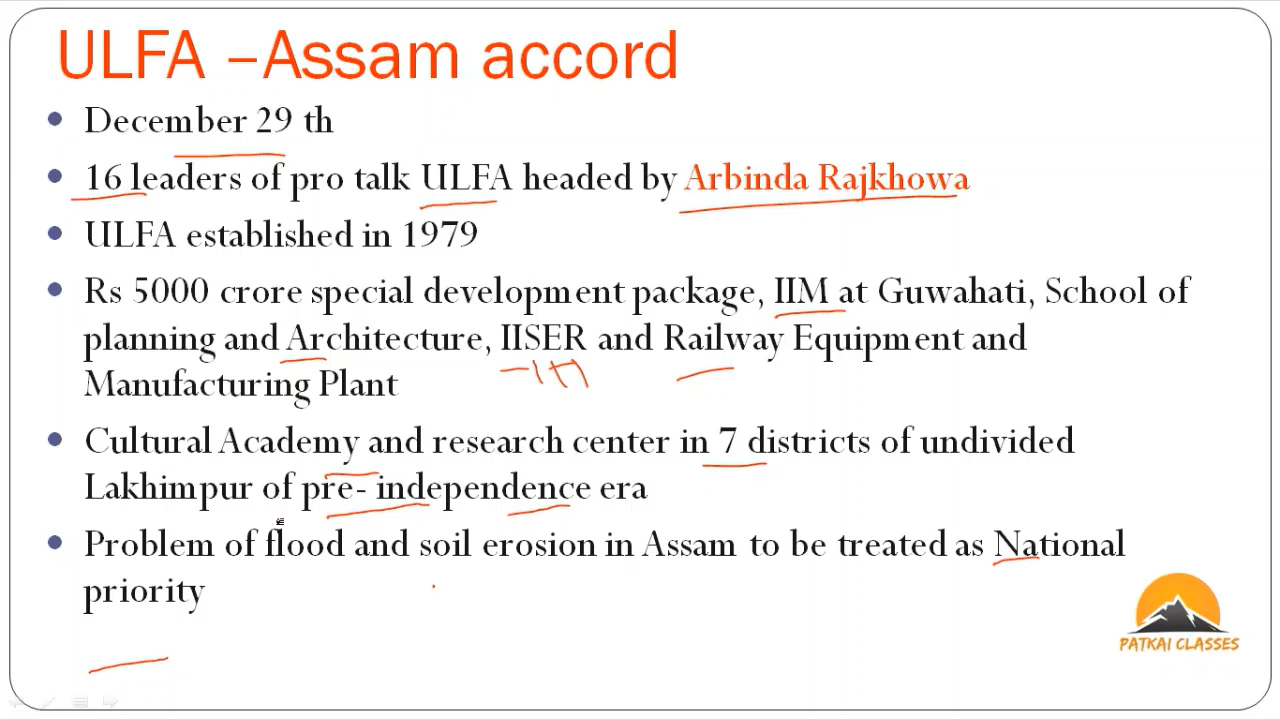 ULFA –Assam accord
December 29 th
16 leaders of pro talk ULFA headed by Arbinda Rajkhowa
ULFA established in 1979
Rs 5000 crore special development package, IIM at Guwahati, School of
planning and Architecture, IISER and Railway Equipment and
Manufacturing Plant
Cultural Academy and research center in 7 districts of undivided
Lakhimpur of pre- independence era
Problem of flood and soil erosion in Assam to be treated as National
priority
PATKAI CLASSES